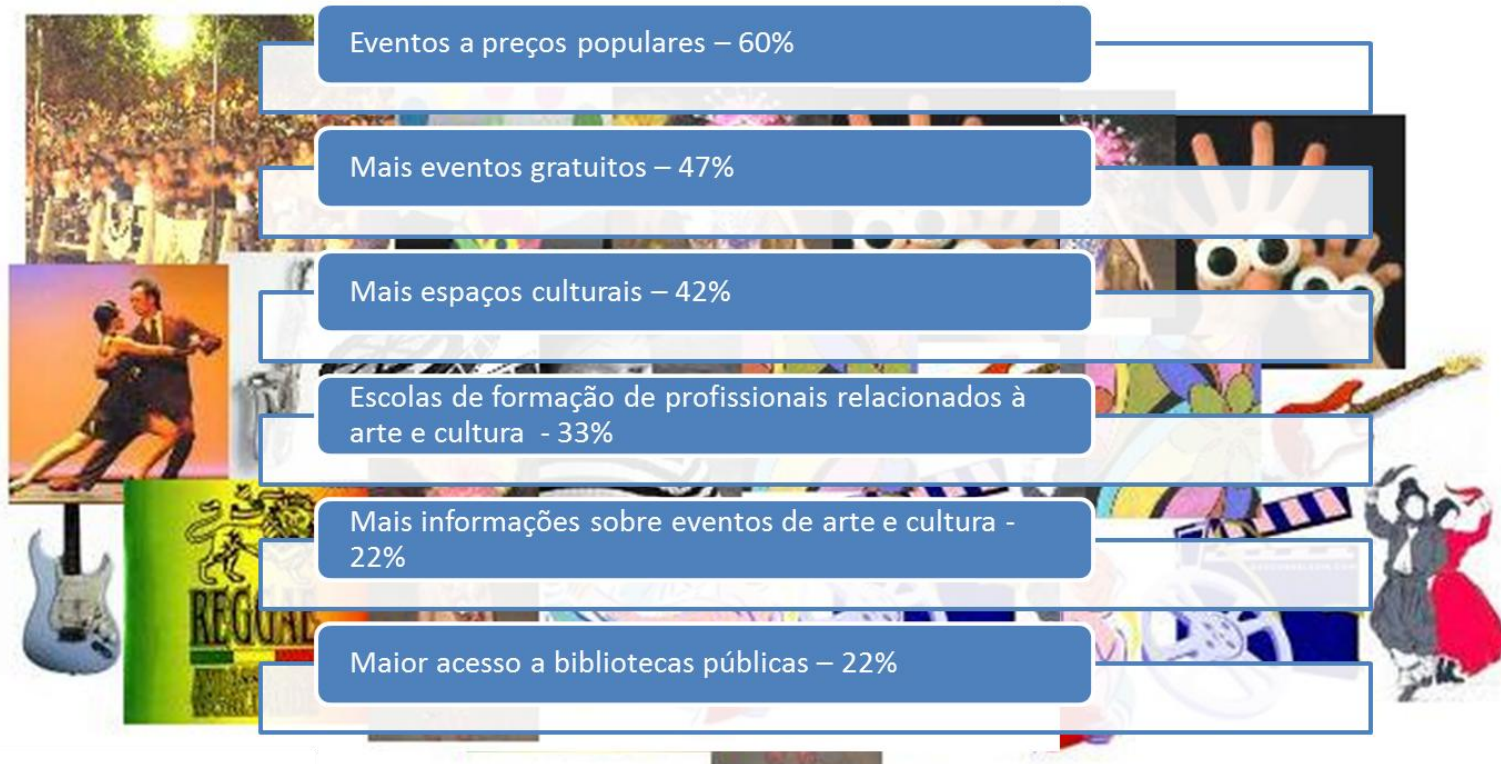 Eventos a preços populares – 60%
Mais eventos gratuitos – 47%
Mais espaços culturais – 42%
Escolas de formação de profissionais relacionados à
arte e cultura  - 33%
Mais informações sobre eventos de arte e cultura -
22%
REGGAE
Maior acesso a bibliotecas públicas – 22%